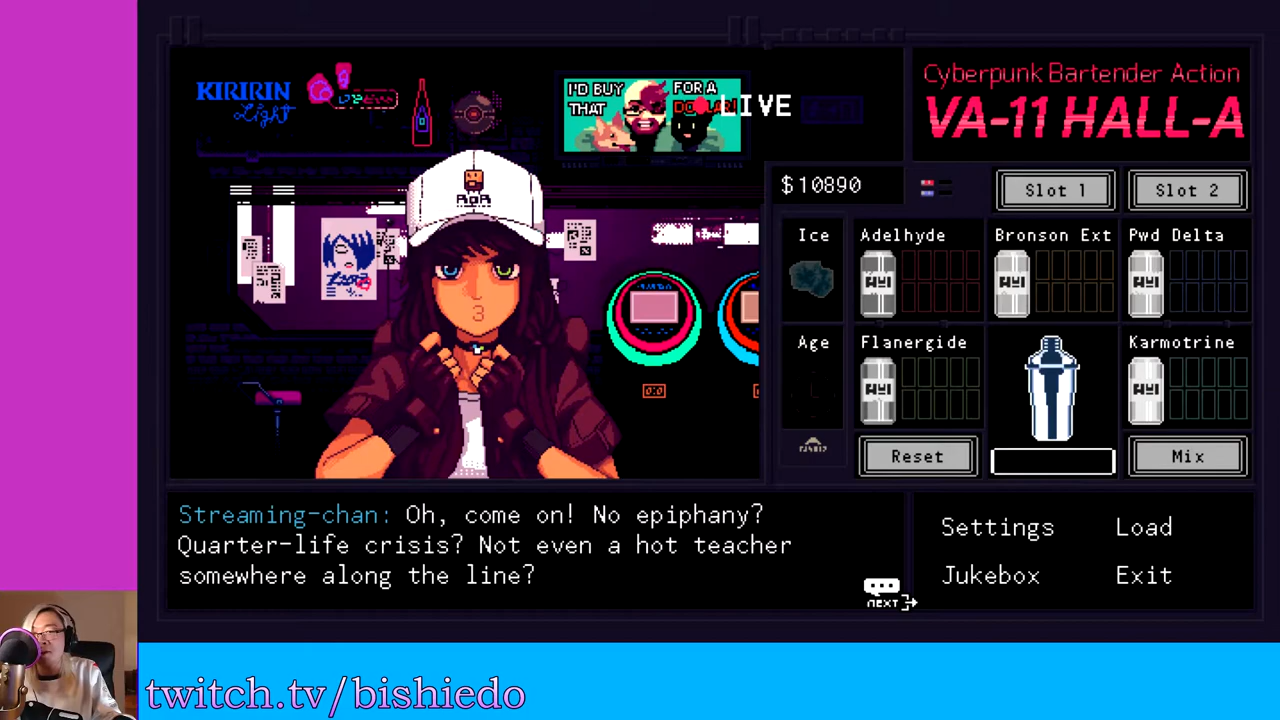 KIRIRIN
Light
I'D BUY
THAT
FOR A
DOLLAR!
LIVE
Cyberpunk Bartender Action
VA-11 HALL-A
$10890
Slot 1
Slot 2
Ice
Adelhyde
Bronson Ext
Pwd Delta
Age
Flanergide
Karmotrine
Reset
Mix
Streaming-chan: Oh, come on! No epiphany?
Quarter-life crisis? Not even a hot teacher
somewhere along the line?
NEXT
Settings
Load
Jukebox
Exit
twitch.tv/bishiedo